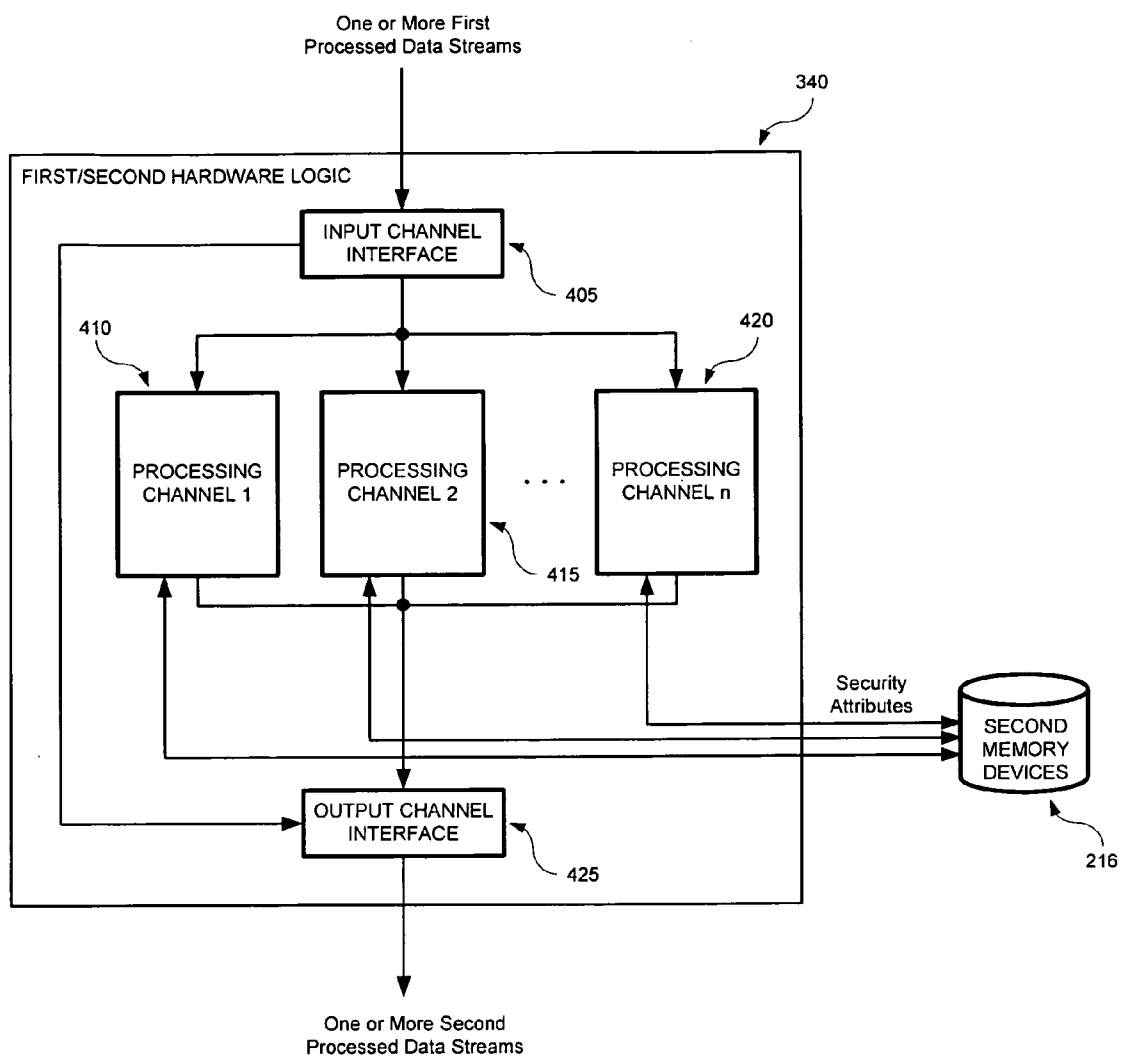 One or More First
Processed Data Streams
340
FIRST/SECOND HARDWARE LOGIC
INPUT CHANNEL
INTERFACE
405
410
420
PROCESSING
CHANNEL 1
PROCESSING
CHANNEL 2
. . .
PROCESSING
CHANNEL n
415
Security
Attributes
SECOND
MEMORY
DEVICES
OUTPUT CHANNEL
INTERFACE
425
216
One or More Second
Processed Data Streams